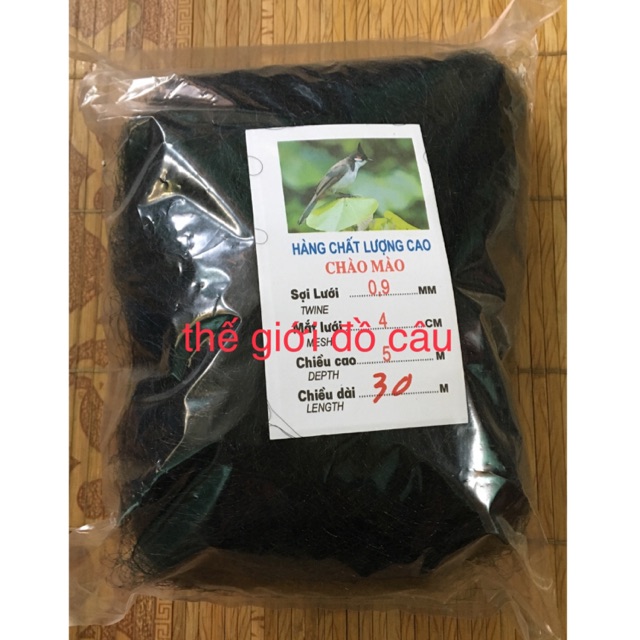 HÀNG CHẤT LƯỢNG CAO
CHÀO MÀO
Sợi Lưới 0,9 MM
TWINE
Mắt lưới 4 CM
MESH
thế giới đồ câu
Chiều cao 5 M
DEPTH
Chiều dài 30 M
LENGTH